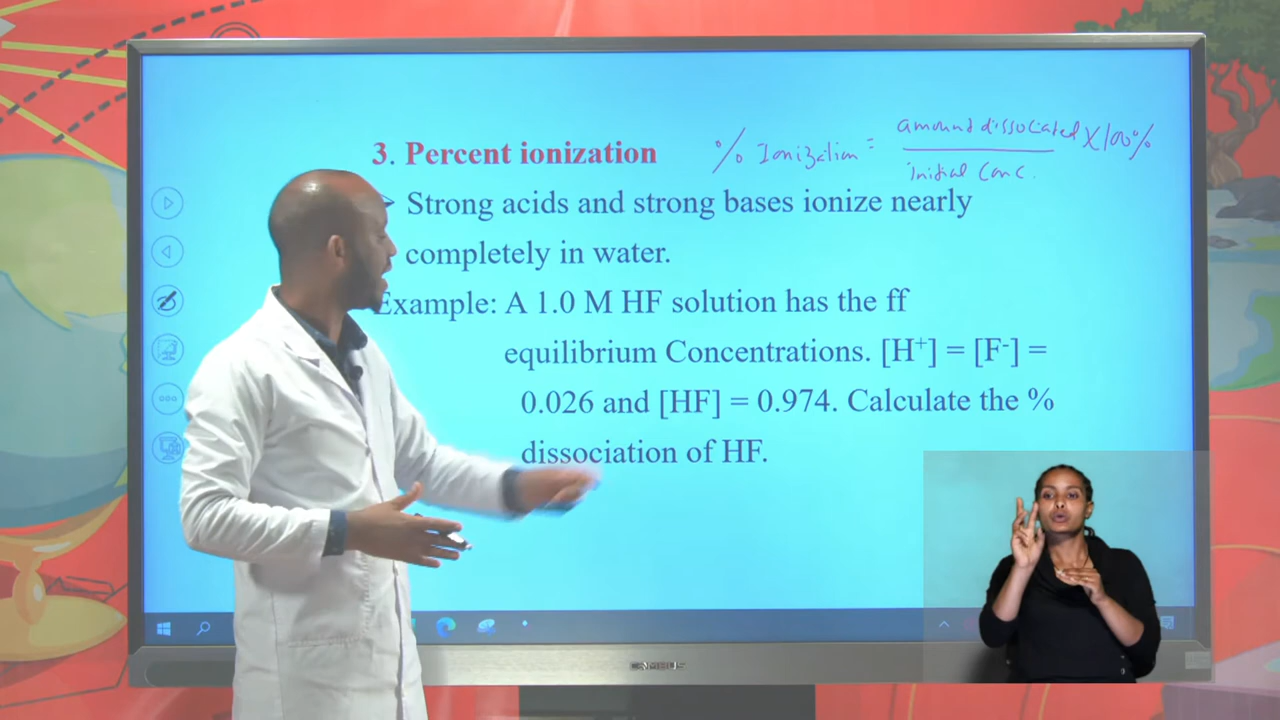 3. Percent ionization
% Ionization = amount dissociated X 100%
initial Conc.
➢ Strong acids and strong bases ionize nearly
completely in water.
Example: A 1.0 M HF solution has the ff
equilibrium Concentrations. [H⁺] = [F⁻] =
0.026 and [HF] = 0.974. Calculate the %
dissociation of HF.